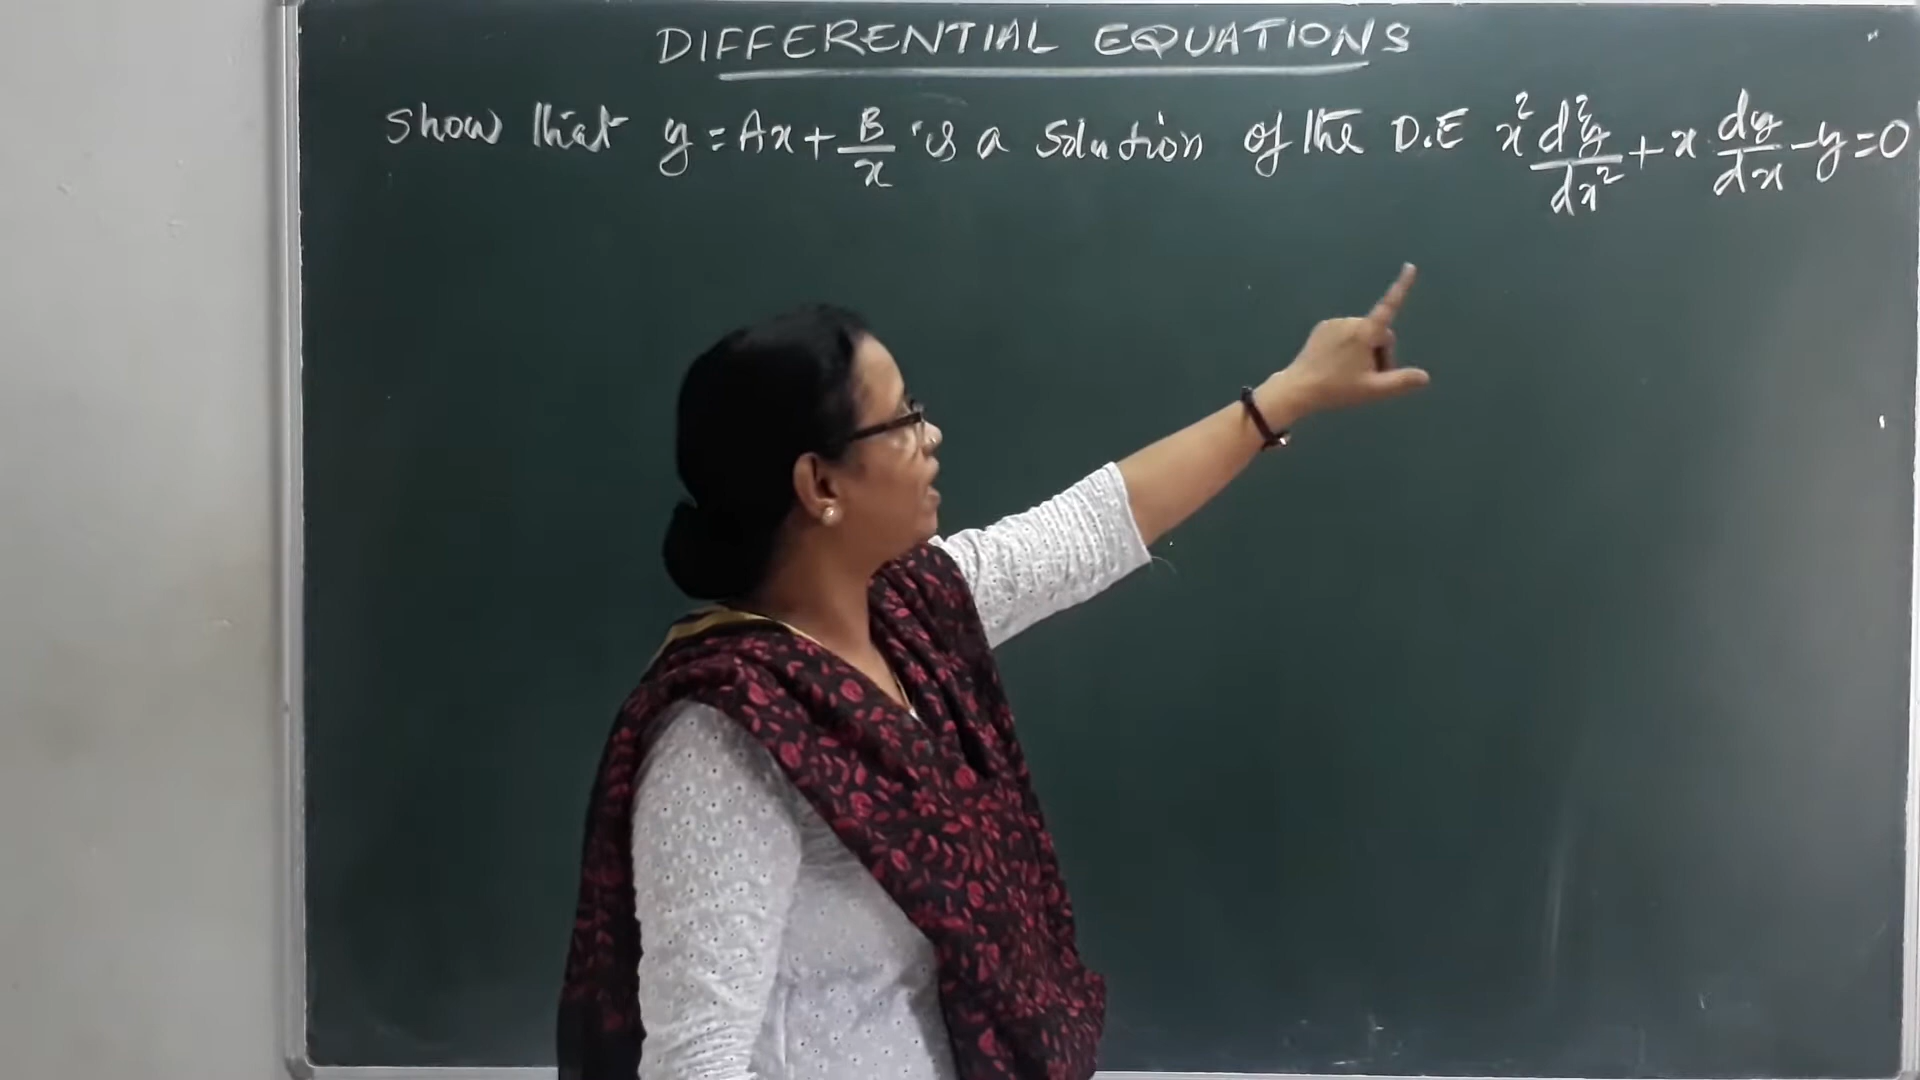 DIFFERENTIAL EQUATIONS
Show that y = Ax + B/x is a Solution of the D.E x² d²y/dx² + x dy/dx - y = 0